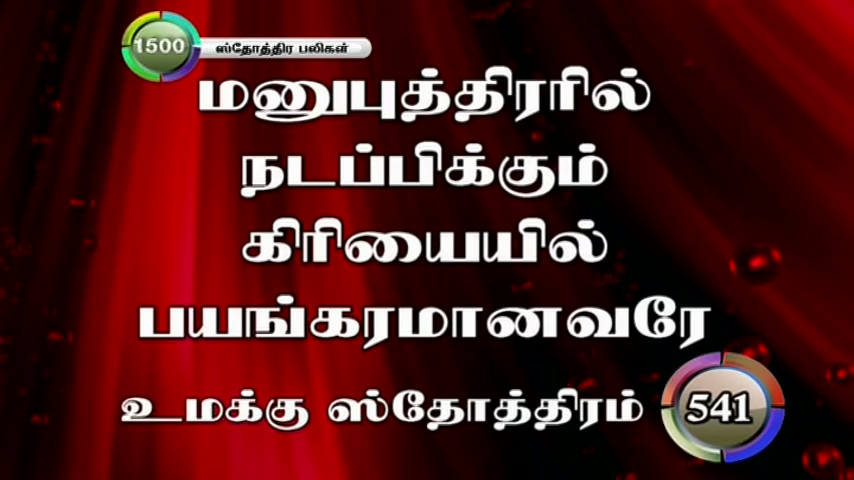 1500 ஸ்தோத்திர பலிகள்
மனுபுத்திரரில்
நடப்பிக்கும்
கிரியையில்
பயங்கரமானவரே
உமக்கு ஸ்தோத்திரம் 541